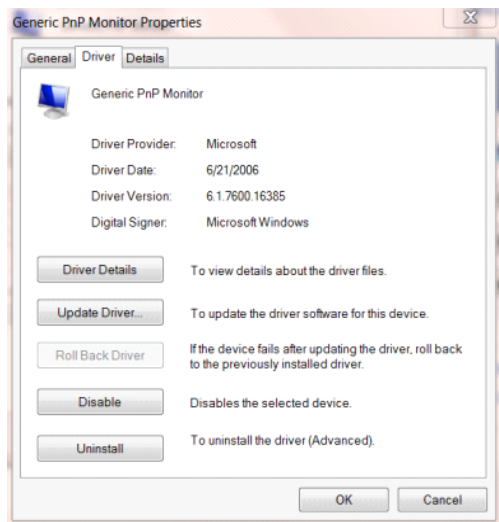 Generic PnP Monitor Properties
General Driver Details
Generic PnP Monitor
Driver Provider: Microsoft
Driver Date: 6/21/2006
Driver Version: 6.1.7600.16385
Digital Signer: Microsoft Windows
Driver Details To view details about the driver files.
Update Driver... To update the driver software for this device.
Roll Back Driver If the device fails after updating the driver, roll back
to the previously installed driver.
Disable Disables the selected device.
Uninstall To uninstall the driver (Advanced).
OK Cancel